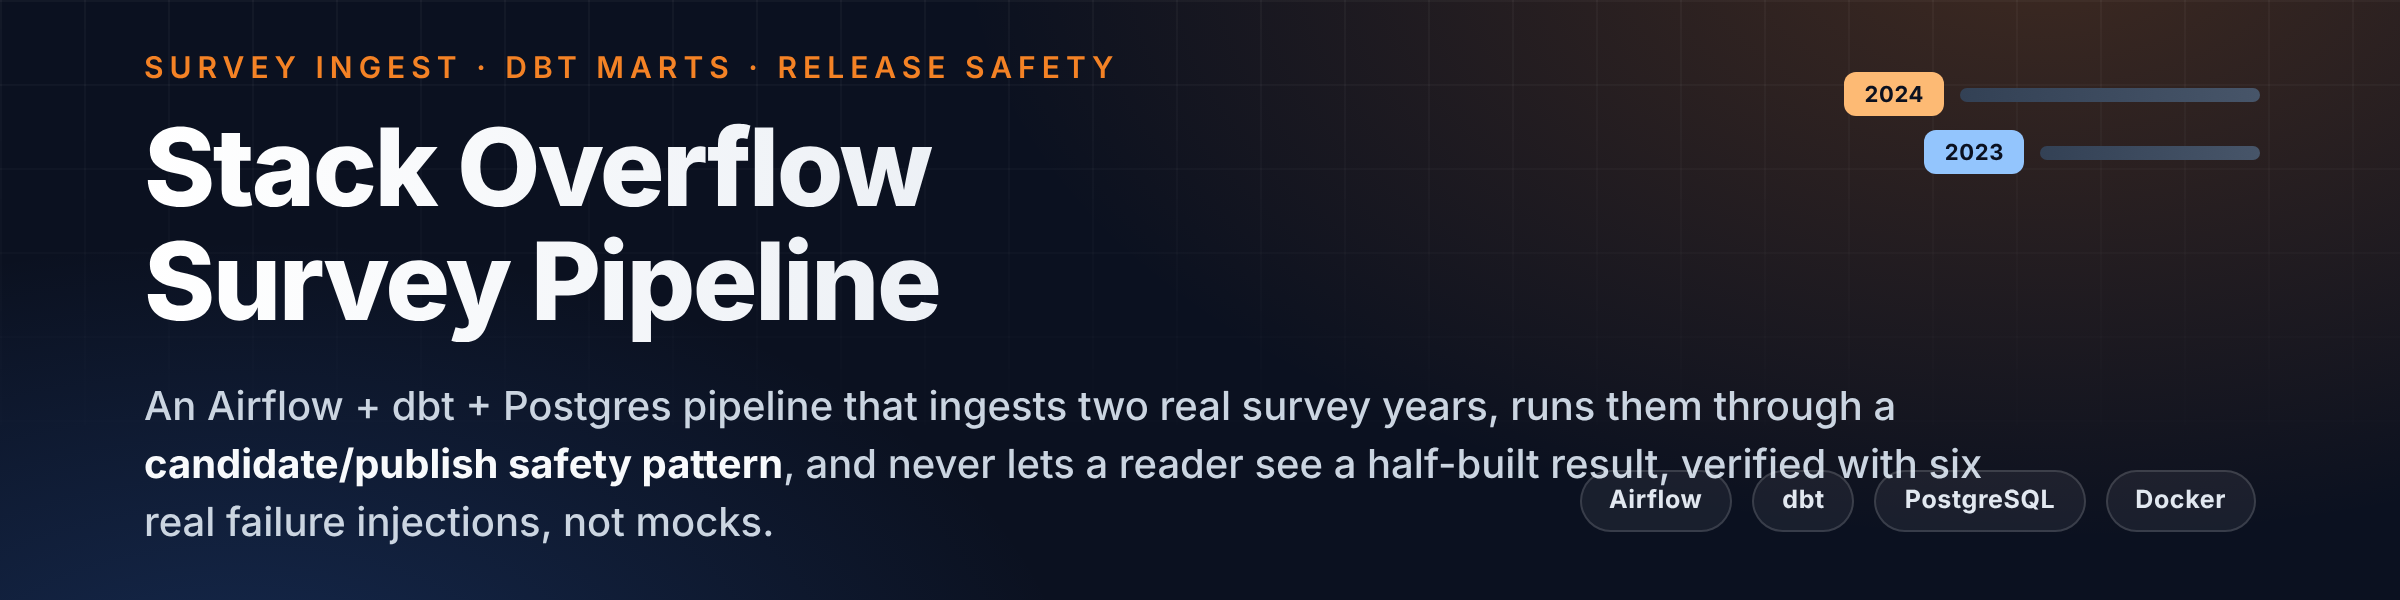 SURVEY INGEST · DBT MARTS · RELEASE SAFETY
2024
2023
Stack Overflow
Survey Pipeline
An Airflow + dbt + Postgres pipeline that ingests two real survey years, runs them through a
candidate/publish safety pattern, and never lets a reader see a half-built result, verified with six
real failure injections, not mocks.
Airflow dbt PostgreSQL Docker